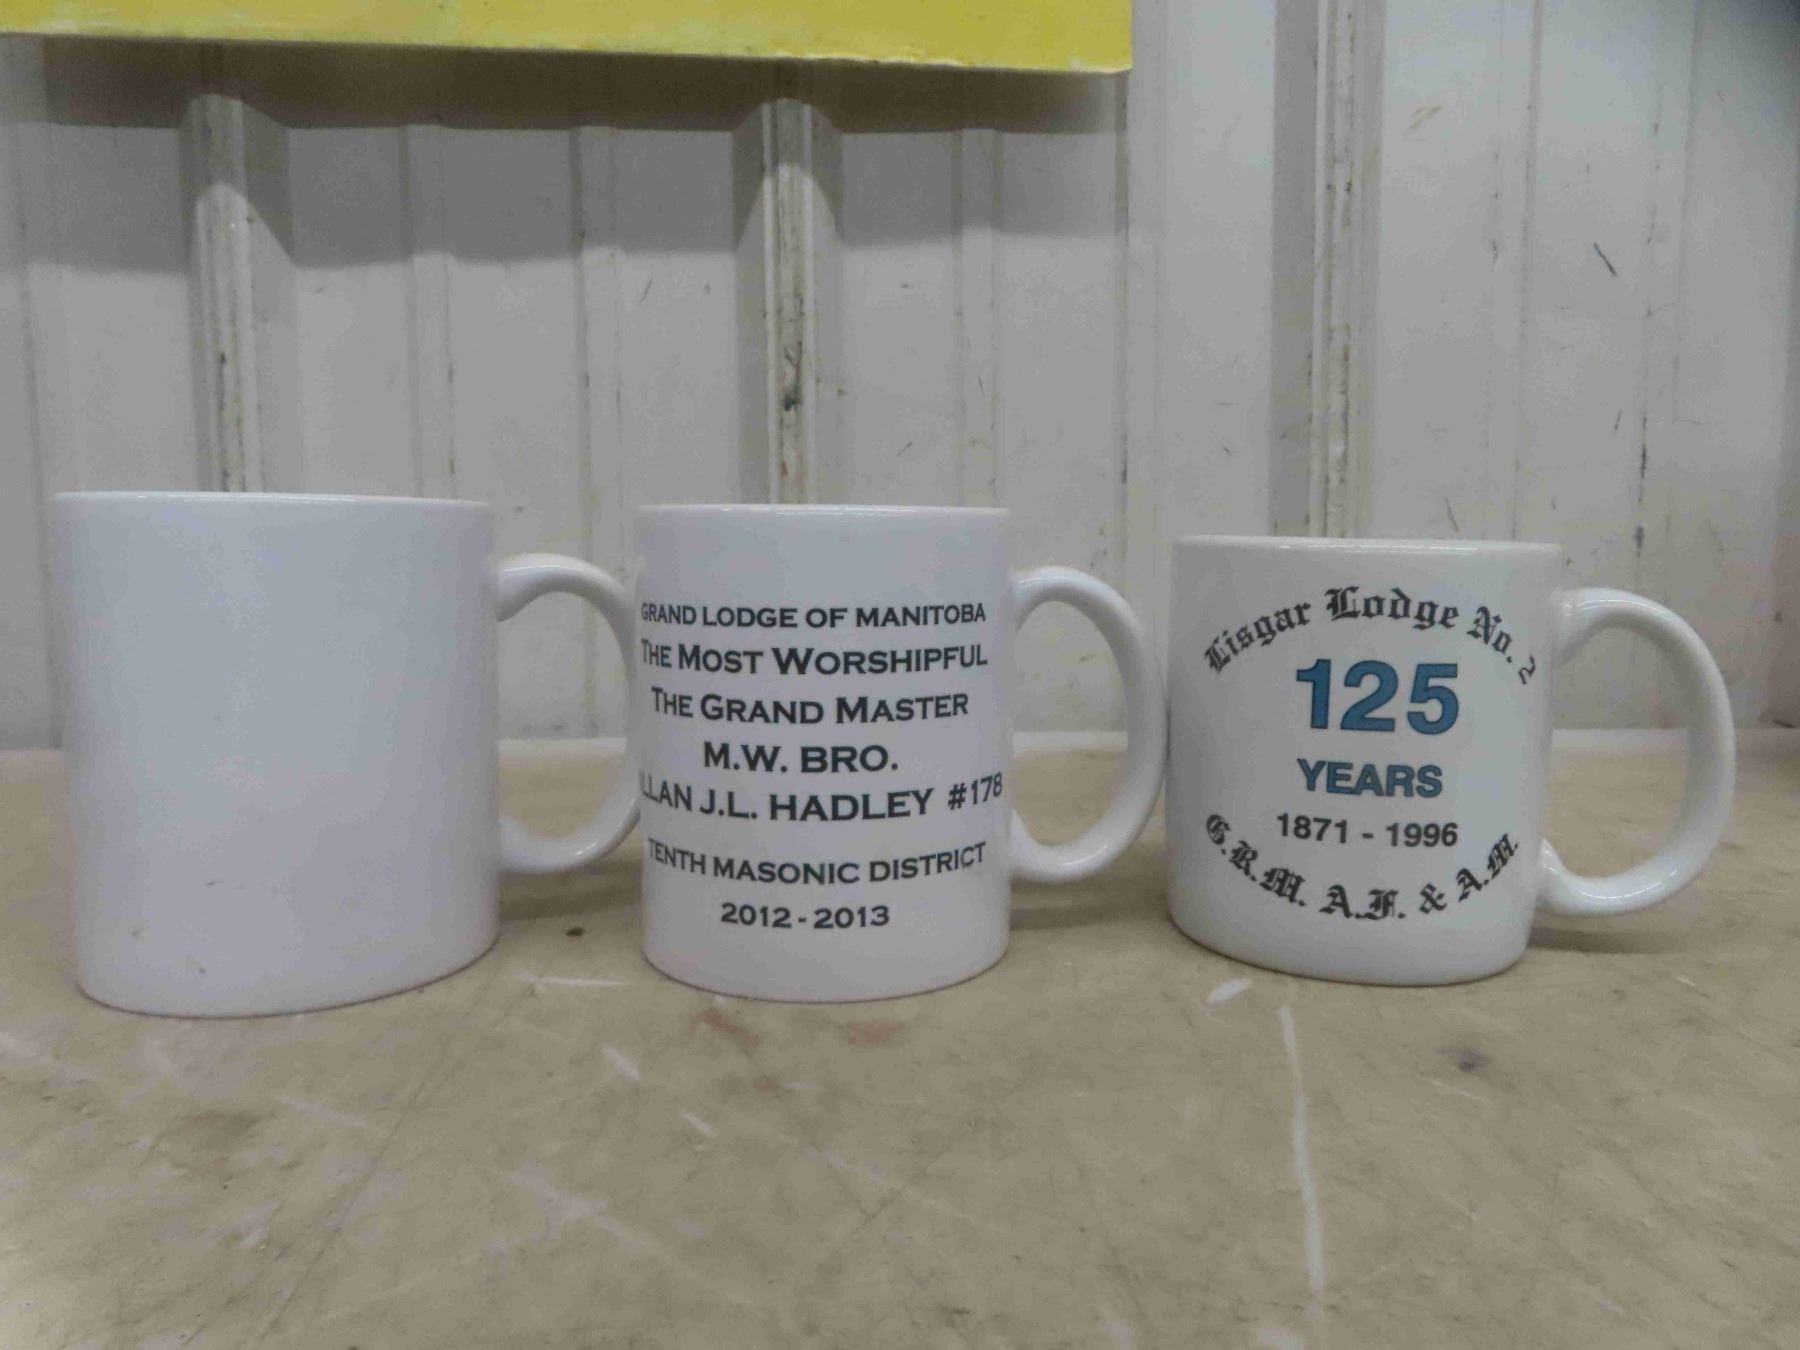 GRAND LODGE OF MANITOBA
THE MOST WORSHIPFUL
THE GRAND MASTER
M.W. BRO.
LLAN J.L. HADLEY #178
TENTH MASONIC DISTRICT
2012 - 2013
Lisgar Lodge No. 2
125
YEARS
1871 - 1996
G.R.M. A.F. & A.M.